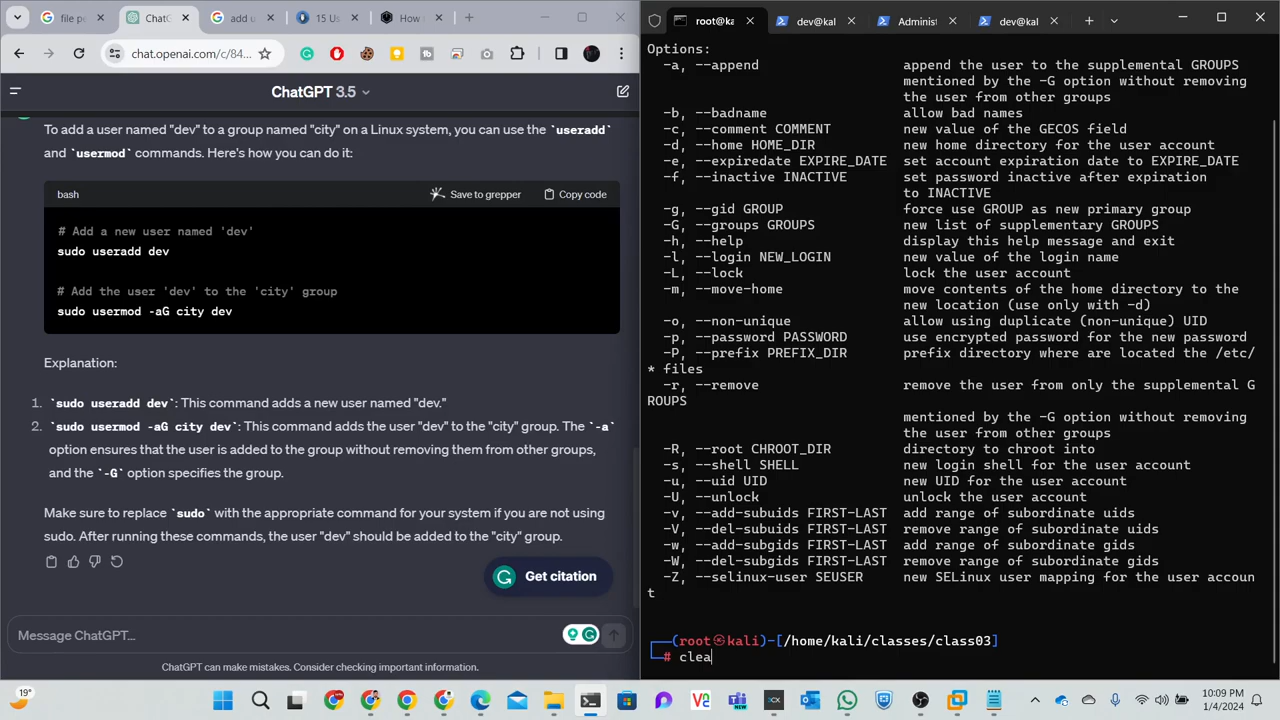 file pe
ChatG
add u
15 Us
How
chat.openai.com/c/84...
ChatGPT 3.5
To add a user named "dev" to a group named "city" on a Linux system, you can use the `useradd`
and `usermod` commands. Here's how you can do it:
bash
Save to grepper
Copy code
# Add a new user named 'dev'
sudo useradd dev
# Add the user 'dev' to the 'city' group
sudo usermod -aG city dev
Explanation:
1. `sudo useradd dev`: This command adds a new user named "dev."
2. `sudo usermod -aG city dev`: This command adds the user "dev" to the "city" group. The `-a`
option ensures that the user is added to the group without removing them from other groups,
and the `-G` option specifies the group.
Make sure to replace `sudo` with the appropriate command for your system if you are not using
sudo. After running these commands, the user "dev" should be added to the "city" group.
Get citation
Message ChatGPT...
ChatGPT can make mistakes. Consider checking important information.
root@ka
dev@kal
Administ
dev@kal
Options:
-a, --append append the user to the supplemental GROUPS
mentioned by the -G option without removing
the user from other groups
-b, --badname allow bad names
-c, --comment COMMENT new value of the GECOS field
-d, --home HOME_DIR new home directory for the user account
-e, --expiredate EXPIRE_DATE set account expiration date to EXPIRE_DATE
-f, --inactive INACTIVE set password inactive after expiration
to INACTIVE
-g, --gid GROUP force use GROUP as new primary group
-G, --groups GROUPS new list of supplementary GROUPS
-h, --help display this help message and exit
-l, --login NEW_LOGIN new value of the login name
-L, --lock lock the user account
-m, --move-home move contents of the home directory to the
new location (use only with -d)
-o, --non-unique allow using duplicate (non-unique) UID
-p, --password PASSWORD use encrypted password for the new password
-P, --prefix PREFIX_DIR prefix directory where are located the /etc/
* files
-r, --remove remove the user from only the supplemental G
ROUPS
mentioned by the -G option without removing
the user from other groups
-R, --root CHROOT_DIR directory to chroot into
-s, --shell SHELL new login shell for the user account
-u, --uid UID new UID for the user account
-U, --unlock unlock the user account
-v, --add-subuids FIRST-LAST add range of subordinate uids
-V, --del-subuids FIRST-LAST remove range of subordinate uids
-w, --add-subgids FIRST-LAST add range of subordinate gids
-W, --del-subgids FIRST-LAST remove range of subordinate gids
-Z, --selinux-user SEUSER new SELinux user mapping for the user accoun
t
(root㉿kali)-[/home/kali/classes/class03]
# clea
19°
10:09 PM
1/4/2024